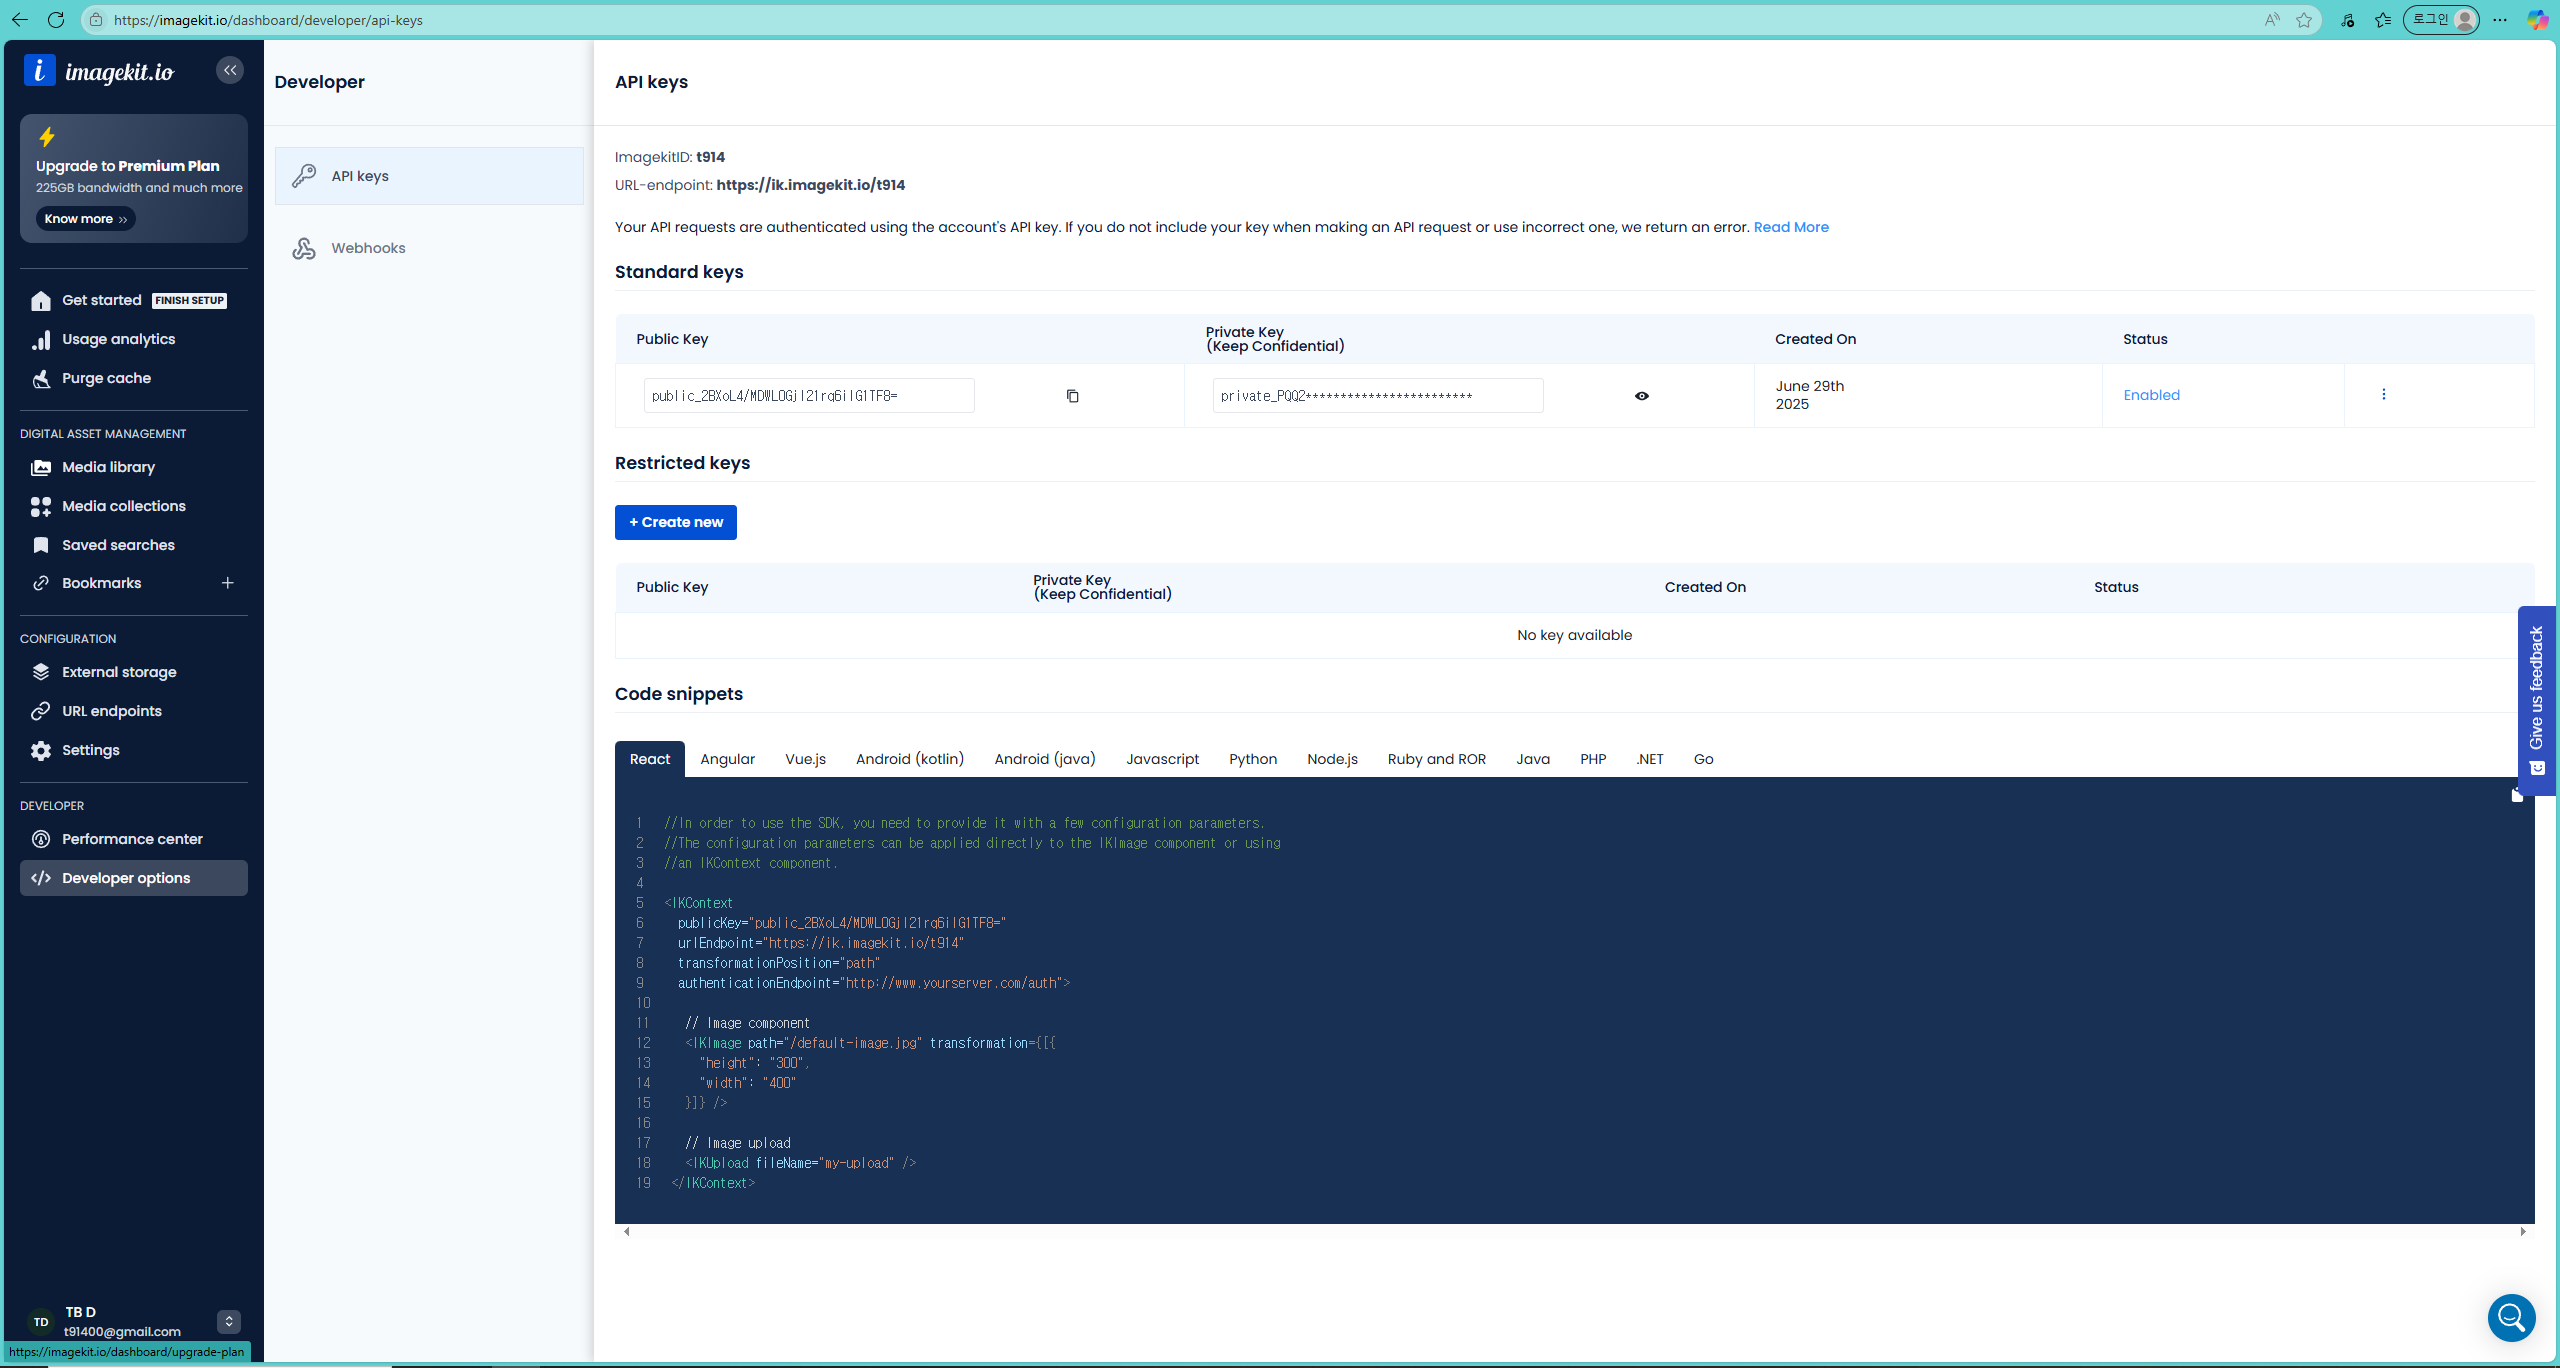 https://imagekit.io/dashboard/developer/api-keys
로그인
i imagekit.io
Upgrade to Premium Plan
225GB bandwidth and much more
Know more »
Get started FINISH SETUP
Usage analytics
Purge cache
DIGITAL ASSET MANAGEMENT
Media library
Media collections
Saved searches
Bookmarks +
CONFIGURATION
External storage
URL endpoints
Settings
DEVELOPER
Performance center
Developer options
TD
TB D
t91400@gmail.com
https://imagekit.io/dashboard/upgrade-plan
Developer
API keys
Webhooks
API keys
ImagekitID: t914
URL-endpoint: https://ik.imagekit.io/t914
Your API requests are authenticated using the account's API key. If you do not include your key when making an API request or use incorrect one, we return an error. Read More
Standard keys
Public Key
Private Key
(Keep Confidential)
Created On
Status
public_2BXoL4/MDWLOGjI21rq6iIG1TF8=
private_PQQ2************************
June 29th
2025
Enabled
Restricted keys
+ Create new
Public Key
Private Key
(Keep Confidential)
Created On
Status
No key available
Code snippets
React Angular Vue.js Android (kotlin) Android (java) Javascript Python Node.js Ruby and ROR Java PHP .NET Go
1 //In order to use the SDK, you need to provide it with a few configuration parameters.
2 //The configuration parameters can be applied directly to the IKImage component or using
3 //an IKContext component.
4
5 <IKContext
6 publicKey="public_2BXoL4/MDWLOGjI21rq6iIG1TF8="
7 urlEndpoint="https://ik.imagekit.io/t914"
8 transformationPosition="path"
9 authenticationEndpoint="http://www.yourserver.com/auth">
10
11 // Image component
12 <IKImage path="/default-image.jpg" transformation={[{
13 "height": "300",
14 "width": "400"
15 }]} />
16
17 // Image upload
18 <IKUpload fileName="my-upload" />
19 </IKContext>
Give us feedback